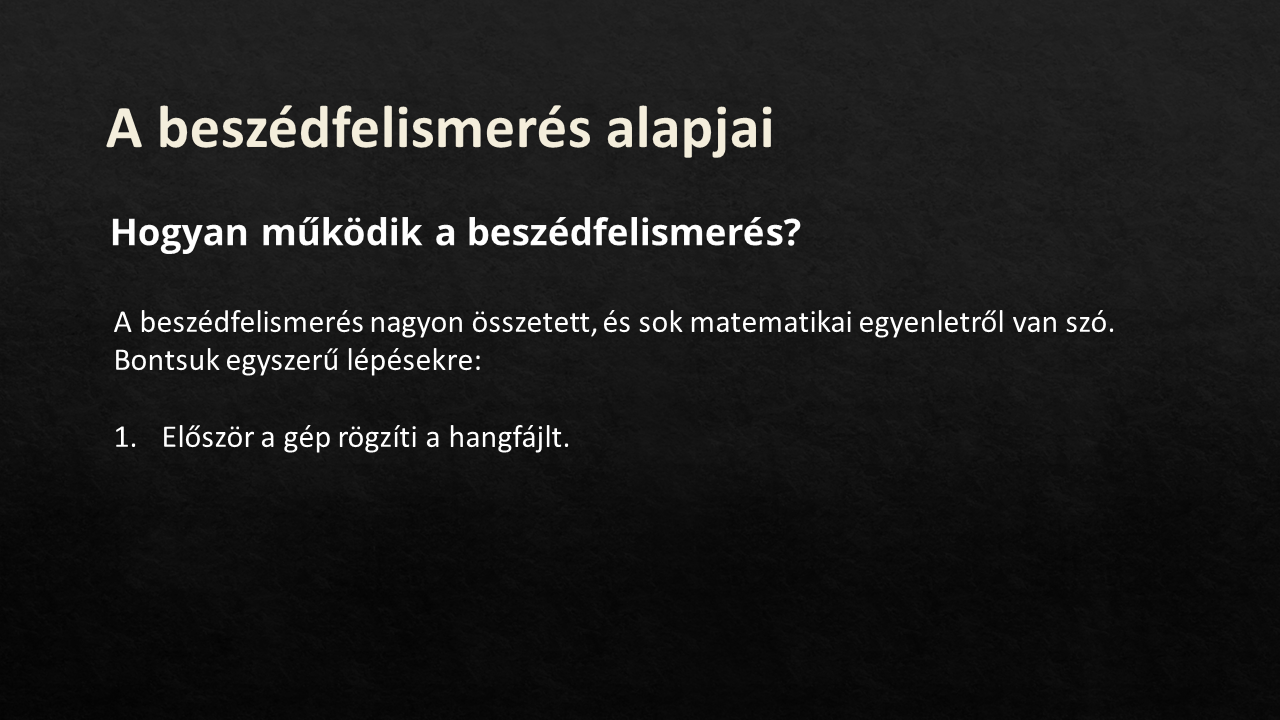 A beszédfelismerés alapjai
Hogyan működik a beszédfelismerés?
A beszédfelismerés nagyon összetett, és sok matematikai egyenletről van szó.
Bontsuk egyszerű lépésekre:
1. Először a gép rögzíti a hangfájlt.